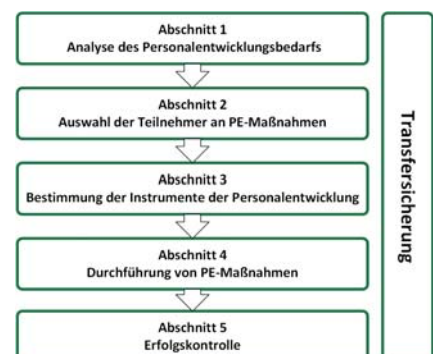 Abschnitt 1
Analyse des Personalentwicklungsbedarfs
Abschnitt 2
Auswahl der Teilnehmer an PE-Maßnahmen
Abschnitt 3
Bestimmung der Instrumente der Personalentwicklung
Abschnitt 4
Durchführung von PE-Maßnahmen
Abschnitt 5
Erfolgskontrolle
Transfersicherung